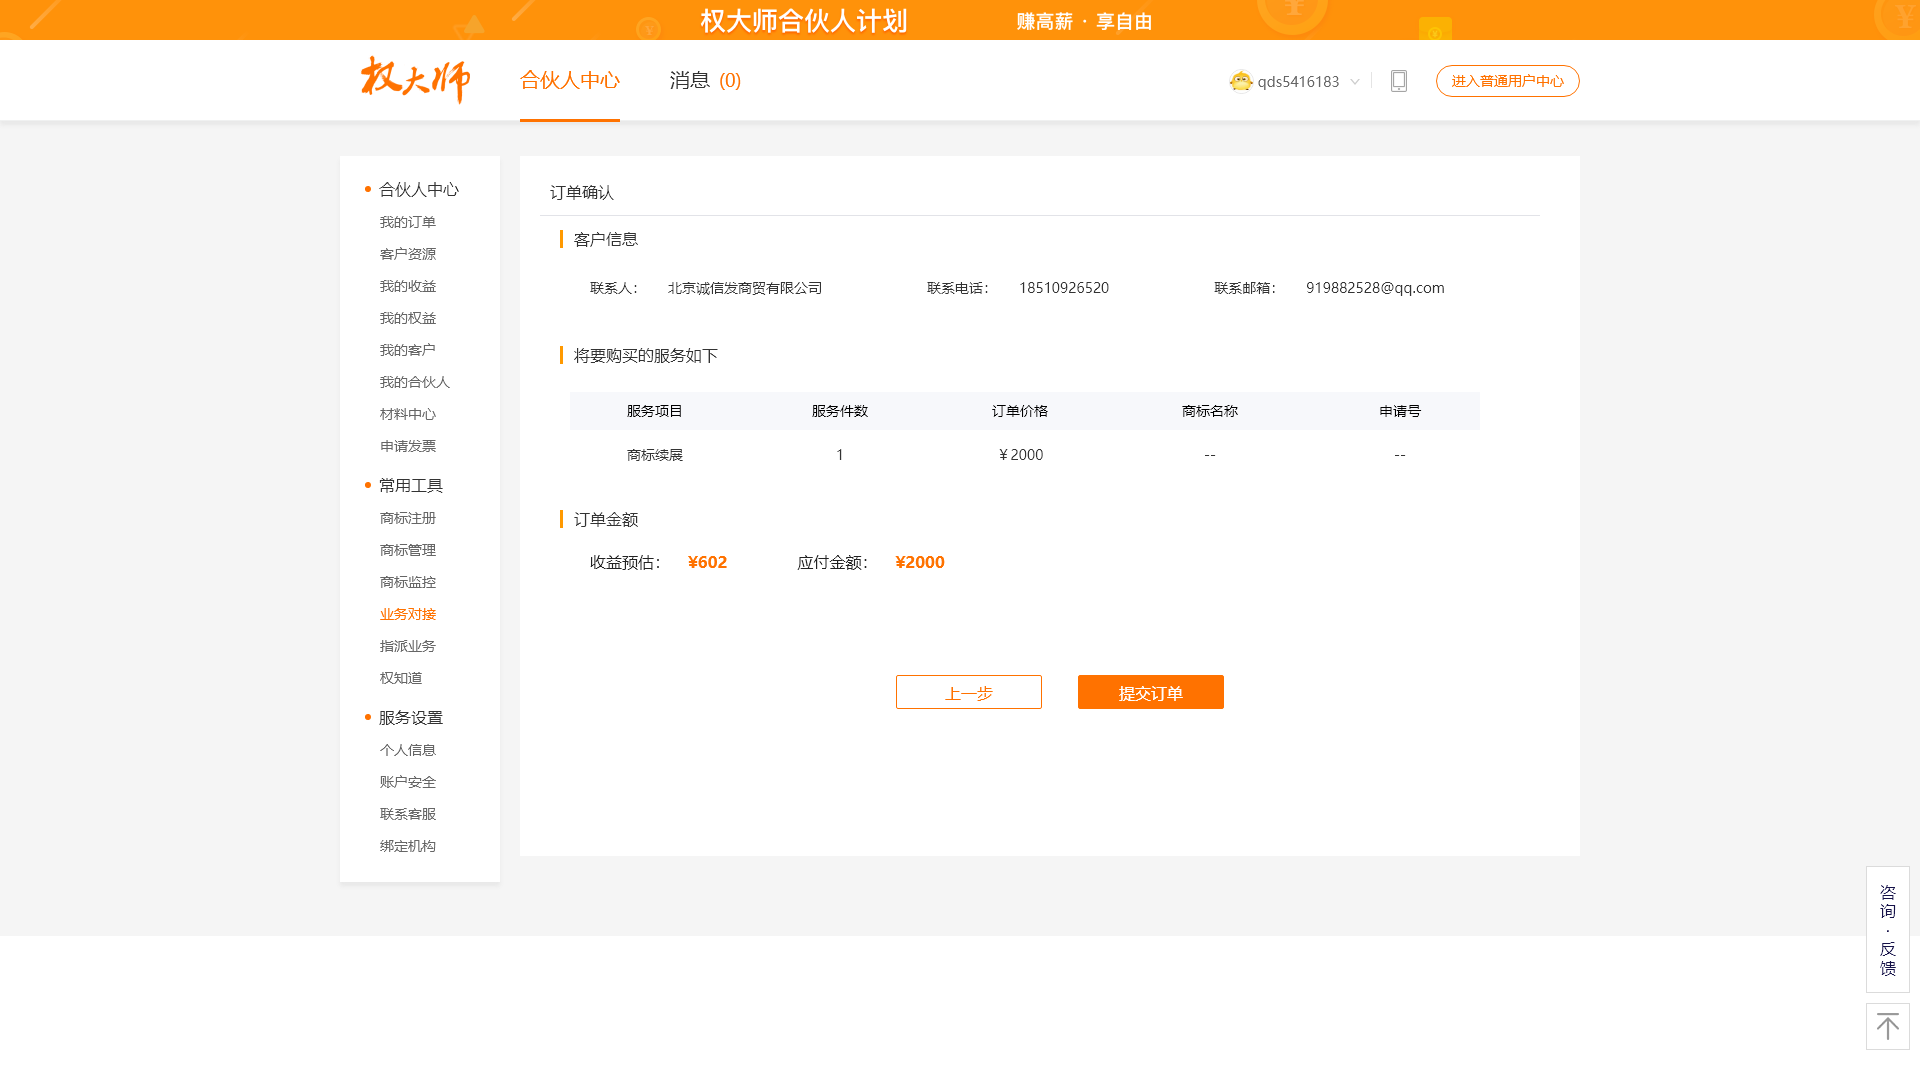 权大师合伙人计划 赚高薪 · 享自由
权大师 合伙人中心 消息 (0) qds5416183 进入普通用户中心
合伙人中心
我的订单
客户资源
我的收益
我的权益
我的客户
我的合伙人
材料中心
申请发票
常用工具
商标注册
商标管理
商标监控
业务对接
指派业务
权知道
服务设置
个人信息
账户安全
联系客服
绑定机构
订单确认
客户信息
联系人： 北京诚信发商贸有限公司 联系电话： 18510926520 联系邮箱： 919882528@qq.com
将要购买的服务如下
服务项目 服务件数 订单价格 商标名称 申请号
商标续展 1 ¥2000 -- --
订单金额
收益预估： ¥602 应付金额： ¥2000
上一步 提交订单
咨
询
·
反
馈